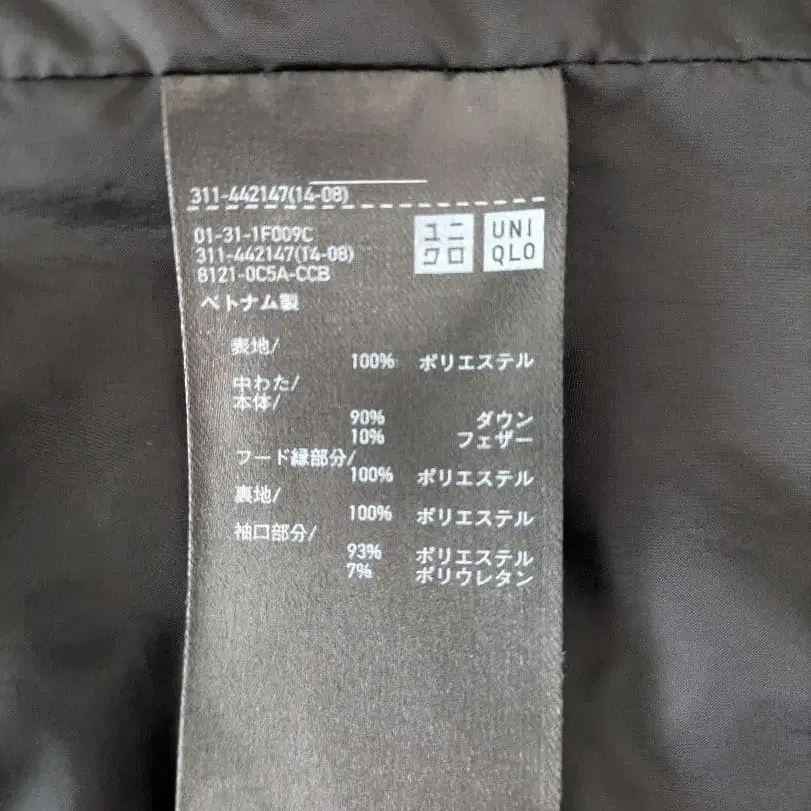 311-442147(14-08)
01-31-1F009C
311-442147(14-08)
8121-0C5A-CCB
ユニ
クロ
UNI
QLO
ベトナム製
表地/
100% ポリエステル
中わた/
本体/
90% ダウン
10% フェザー
フード縁部分/
100% ポリエステル
裏地/
100% ポリエステル
袖口部分/
93% ポリエステル
7% ポリウレタン